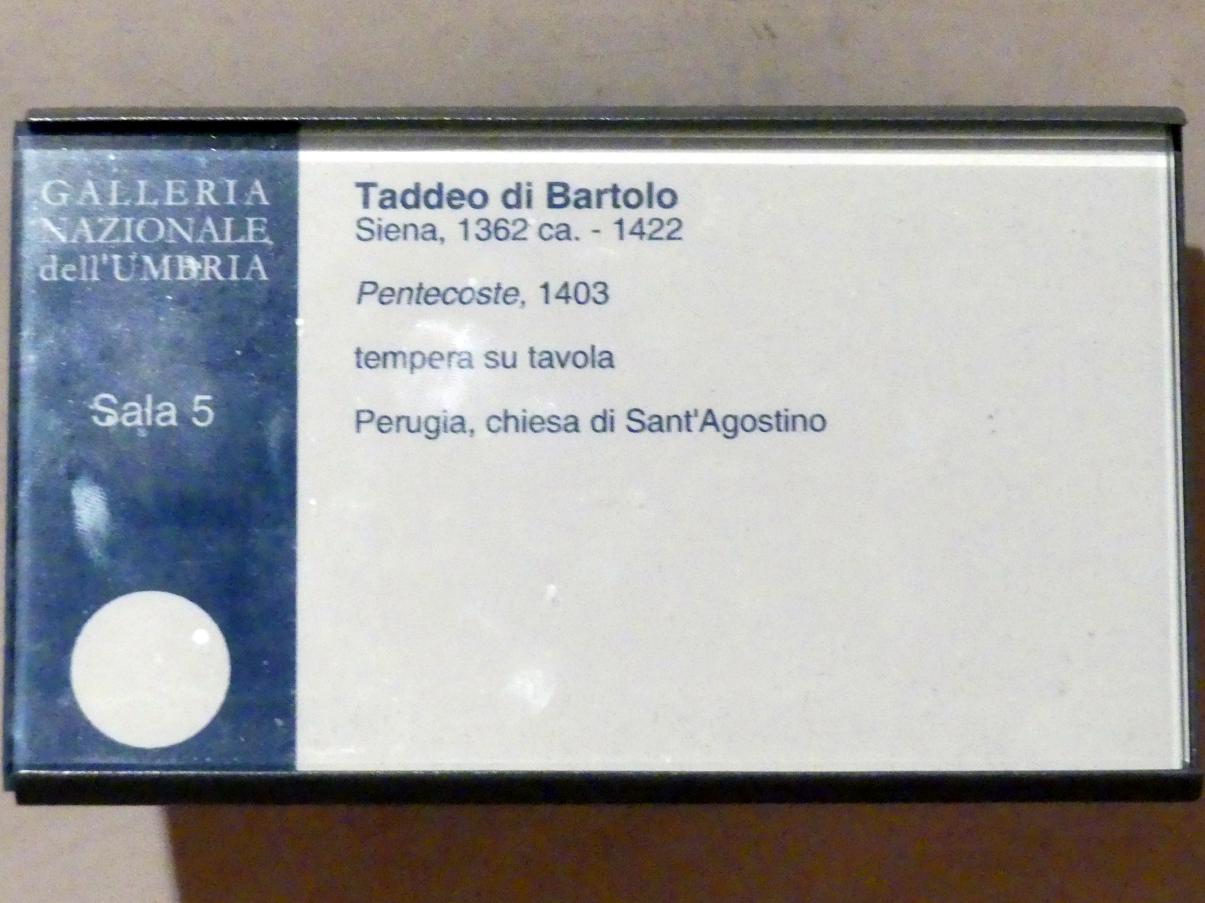 GALLERIA
NAZIONALE
dell'UMBRIA
Sala 5
Taddeo di Bartolo
Siena, 1362 ca. - 1422
Pentecoste, 1403
tempera su tavola
Perugia, chiesa di Sant'Agostino